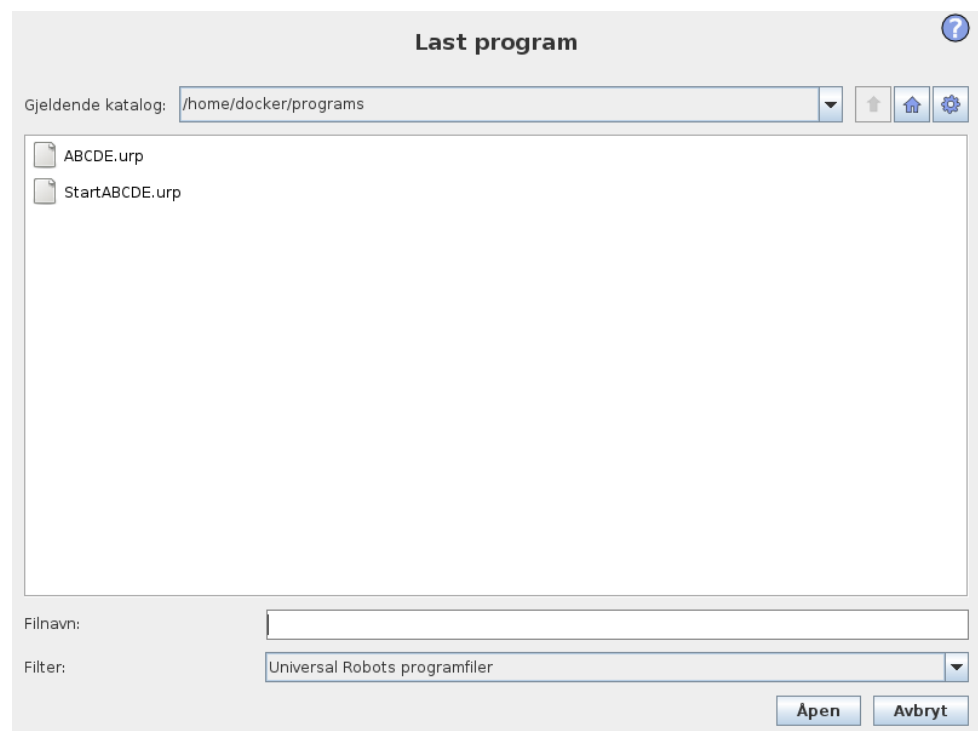 Last program
?
Gjeldende katalog: /home/docker/programs
ABCDE.urp
StartABCDE.urp
Filnavn:
Filter: Universal Robots programfiler
Åpen Avbryt